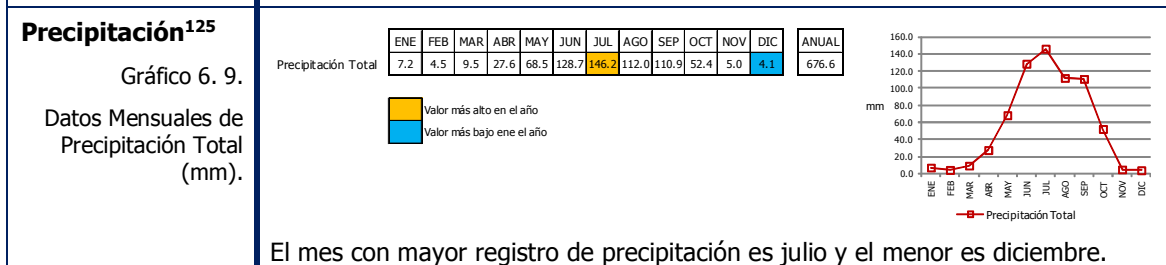 Precipitación125
Gráfico 6. 9.
Datos Mensuales de
Precipitación Total
(mm).
ENE FEB MAR ABR MAY JUN JUL AGO SEP OCT NOV DIC ANUAL
Precipitación Total 7.2 4.5 9.5 27.6 68.5 128.7 146.2 112.0 110.9 52.4 5.0 4.1 676.6
Valor más alto en el año
Valor más bajo ene el año
160.0
140.0
120.0
100.0
mm 80.0
60.0
40.0
20.0
0.0
ENE FEB MAR ABR MAY JUN JUL AGO SEP OCT NOV DIC
Precipitación Total
El mes con mayor registro de precipitación es julio y el menor es diciembre.